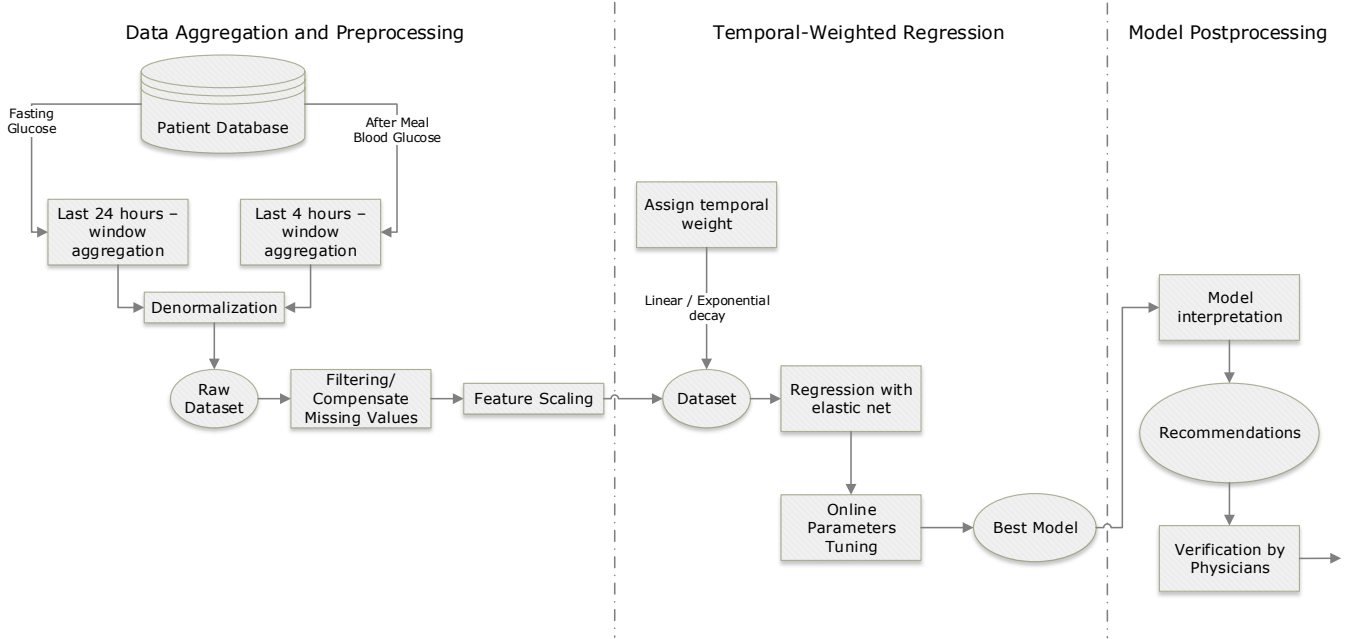 Data Aggregation and Preprocessing
Temporal-Weighted Regression
Model Postprocessing
Patient Database
Fasting
Glucose
After Meal
Blood Glucose
Last 24 hours –
window
aggregation
Last 4 hours –
window
aggregation
Denormalization
Raw
Dataset
Filtering/
Compensate
Missing Values
Feature Scaling
Assign temporal
weight
Linear / Exponential
decay
Dataset
Regression with
elastic net
Online
Parameters
Tuning
Best Model
Model
interpretation
Recommendations
Verification by
Physicians